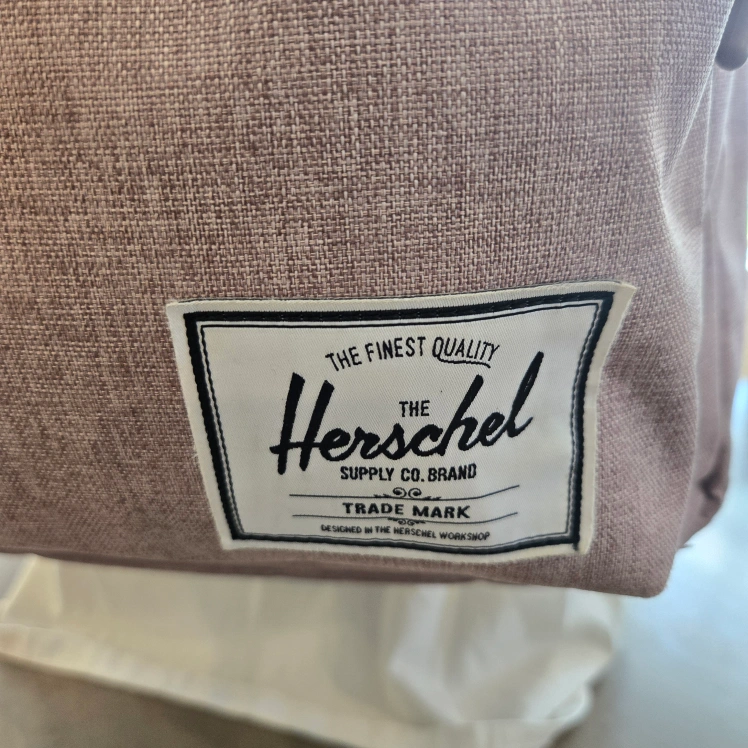 THE FINEST QUALITY
THE
Herschel
SUPPLY CO. BRAND
TRADE MARK
DESIGNED IN THE HERSCHEL WORKSHOP